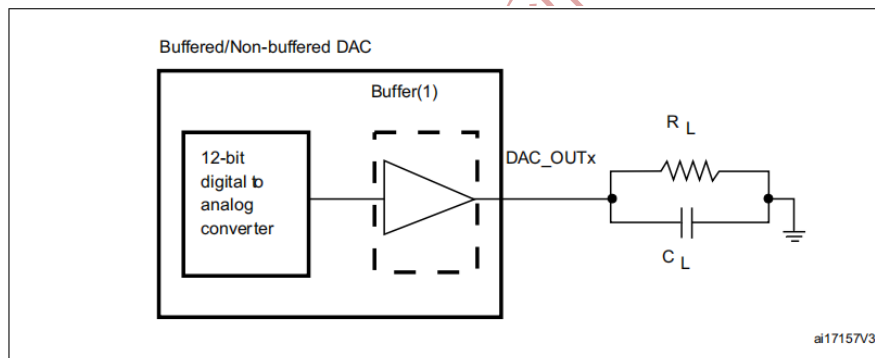 Buffered/Non-buffered DAC
Buffer(1)
12-bit
digital to
analog
converter
DAC_OUTx
R L
C L
ai17157V3